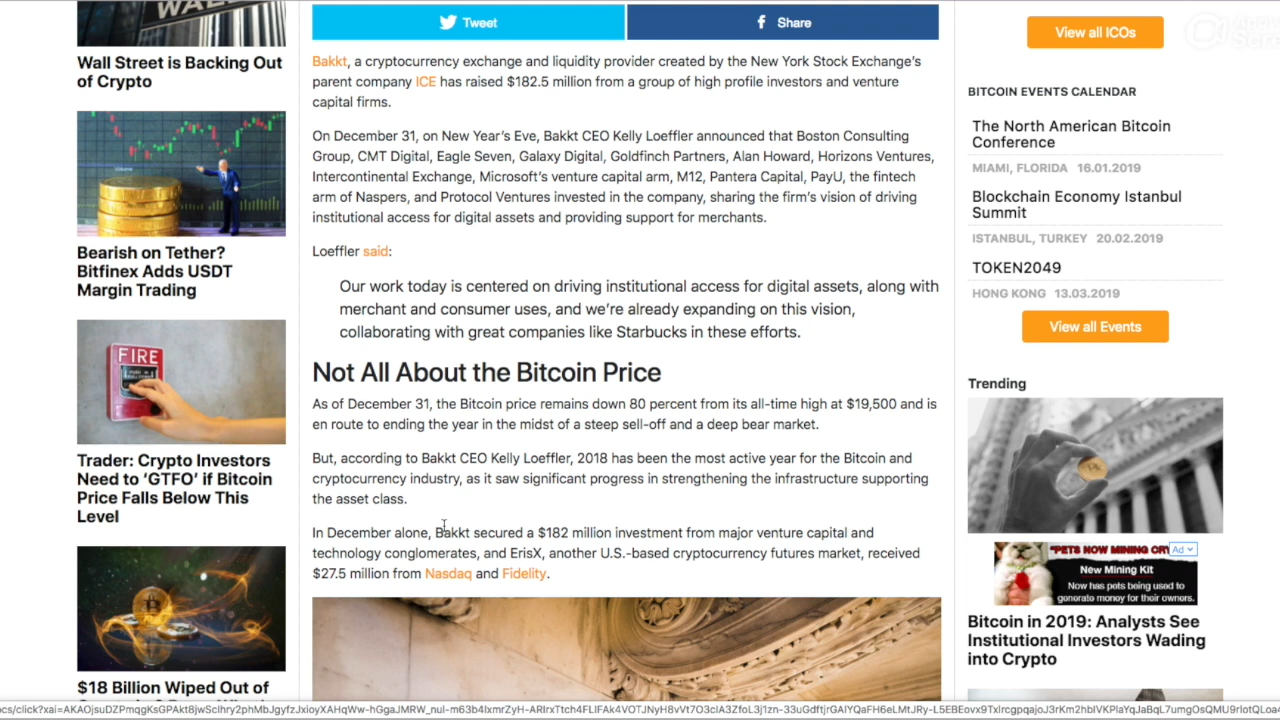 WALL
Wall Street is Backing Out
of Crypto
Bearish on Tether?
Bitfinex Adds USDT
Margin Trading
FIRE
Trader: Crypto Investors
Need to ‘GTFO’ if Bitcoin
Price Falls Below This
Level
$18 Billion Wiped Out of
Tweet
Share
Bakkt, a cryptocurrency exchange and liquidity provider created by the New York Stock Exchange’s
parent company ICE has raised $182.5 million from a group of high profile investors and venture
capital firms.
On December 31, on New Year’s Eve, Bakkt CEO Kelly Loeffler announced that Boston Consulting
Group, CMT Digital, Eagle Seven, Galaxy Digital, Goldfinch Partners, Alan Howard, Horizons Ventures,
Intercontinental Exchange, Microsoft’s venture capital arm, M12, Pantera Capital, PayU, the fintech
arm of Naspers, and Protocol Ventures invested in the company, sharing the firm’s vision of driving
institutional access for digital assets and providing support for merchants.
Loeffler said:
Our work today is centered on driving institutional access for digital assets, along with
merchant and consumer uses, and we’re already expanding on this vision,
collaborating with great companies like Starbucks in these efforts.
Not All About the Bitcoin Price
As of December 31, the Bitcoin price remains down 80 percent from its all-time high at $19,500 and is
en route to ending the year in the midst of a steep sell-off and a deep bear market.
But, according to Bakkt CEO Kelly Loeffler, 2018 has been the most active year for the Bitcoin and
cryptocurrency industry, as it saw significant progress in strengthening the infrastructure supporting
the asset class.
In December alone, Bakkt secured a $182 million investment from major venture capital and
technology conglomerates, and ErisX, another U.S.-based cryptocurrency futures market, received
$27.5 million from Nasdaq and Fidelity.
View all ICOs
BITCOIN EVENTS CALENDAR
The North American Bitcoin
Conference
MIAMI, FLORIDA 16.01.2019
Blockchain Economy Istanbul
Summit
ISTANBUL, TURKEY 20.02.2019
TOKEN2049
HONG KONG 13.03.2019
View all Events
Trending
"PETS NOW MINING CRY
Ad
New Mining Kit
Now has pets being used to
generate money for their owners.
Bitcoin in 2019: Analysts See
Institutional Investors Wading
into Crypto